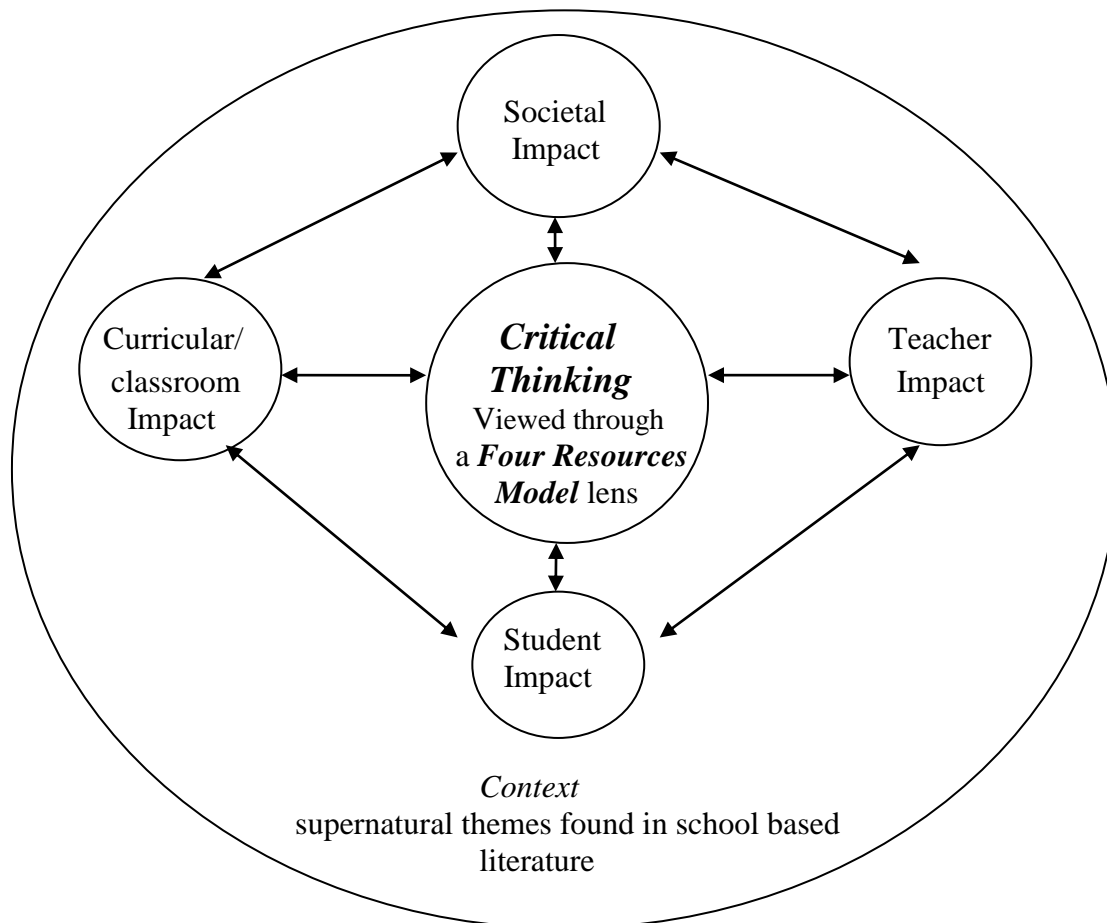 Societal
Impact
Curricular/
classroom
Impact
Critical
Thinking
Viewed through
a Four Resources
Model lens
Teacher
Impact
Student
Impact
Context
supernatural themes found in school based
literature